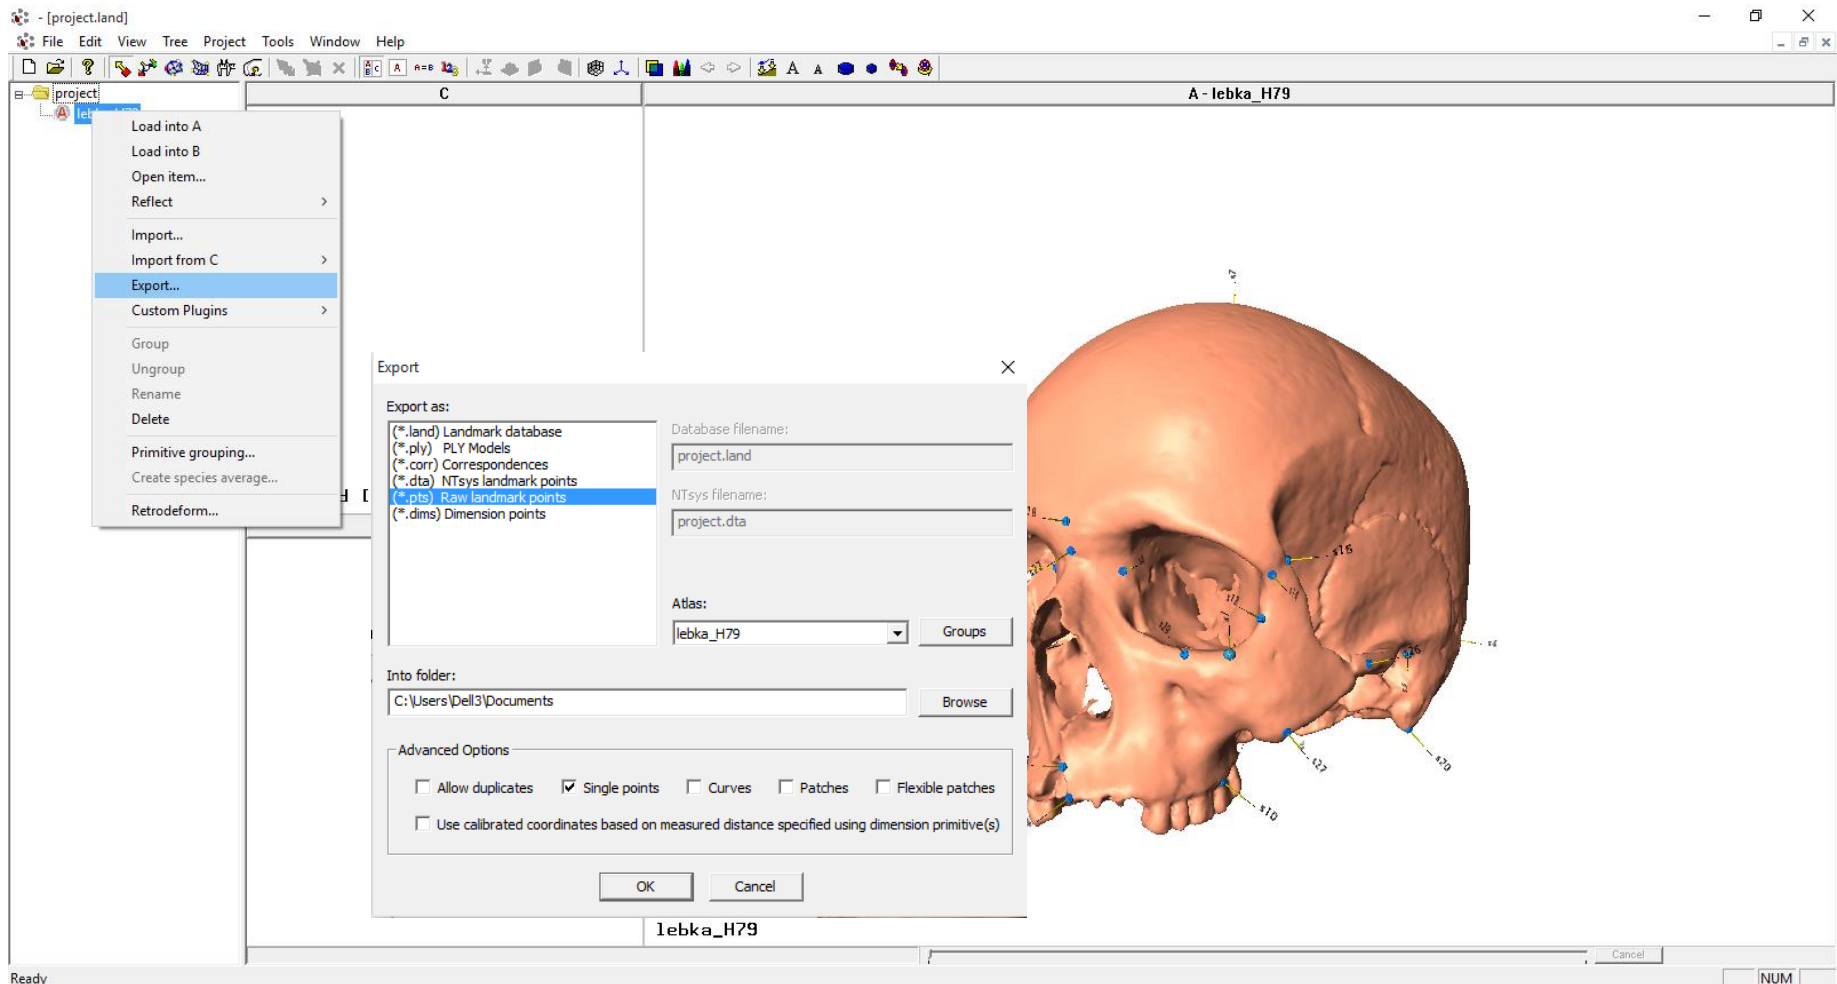 - [project.land]
File Edit View Tree Project Tools Window Help
project
C
A - lebka_H79
Load into A
Load into B
Open item...
Reflect
Import...
Import from C
Export...
Custom Plugins
Group
Ungroup
Rename
Delete
Primitive grouping...
Create species average...
Retrodeform...
Export
Export as:
(*.land) Landmark database
(*.ply) PLY Models
(*.corr) Correspondences
(*.dta) NTsys landmark points
(*.pts) Raw landmark points
(*.dims) Dimension points
Database filename:
project.land
NTsys filename:
project.dta
Atlas:
lebka_H79
Groups
Into folder:
C:\Users\Dell3\Documents
Browse
Advanced Options
Allow duplicates
Single points
Curves
Patches
Flexible patches
Use calibrated coordinates based on measured distance specified using dimension primitive(s)
OK
Cancel
s7
s20
s10
s27
lebka_H79
Cancel
Ready
NUM